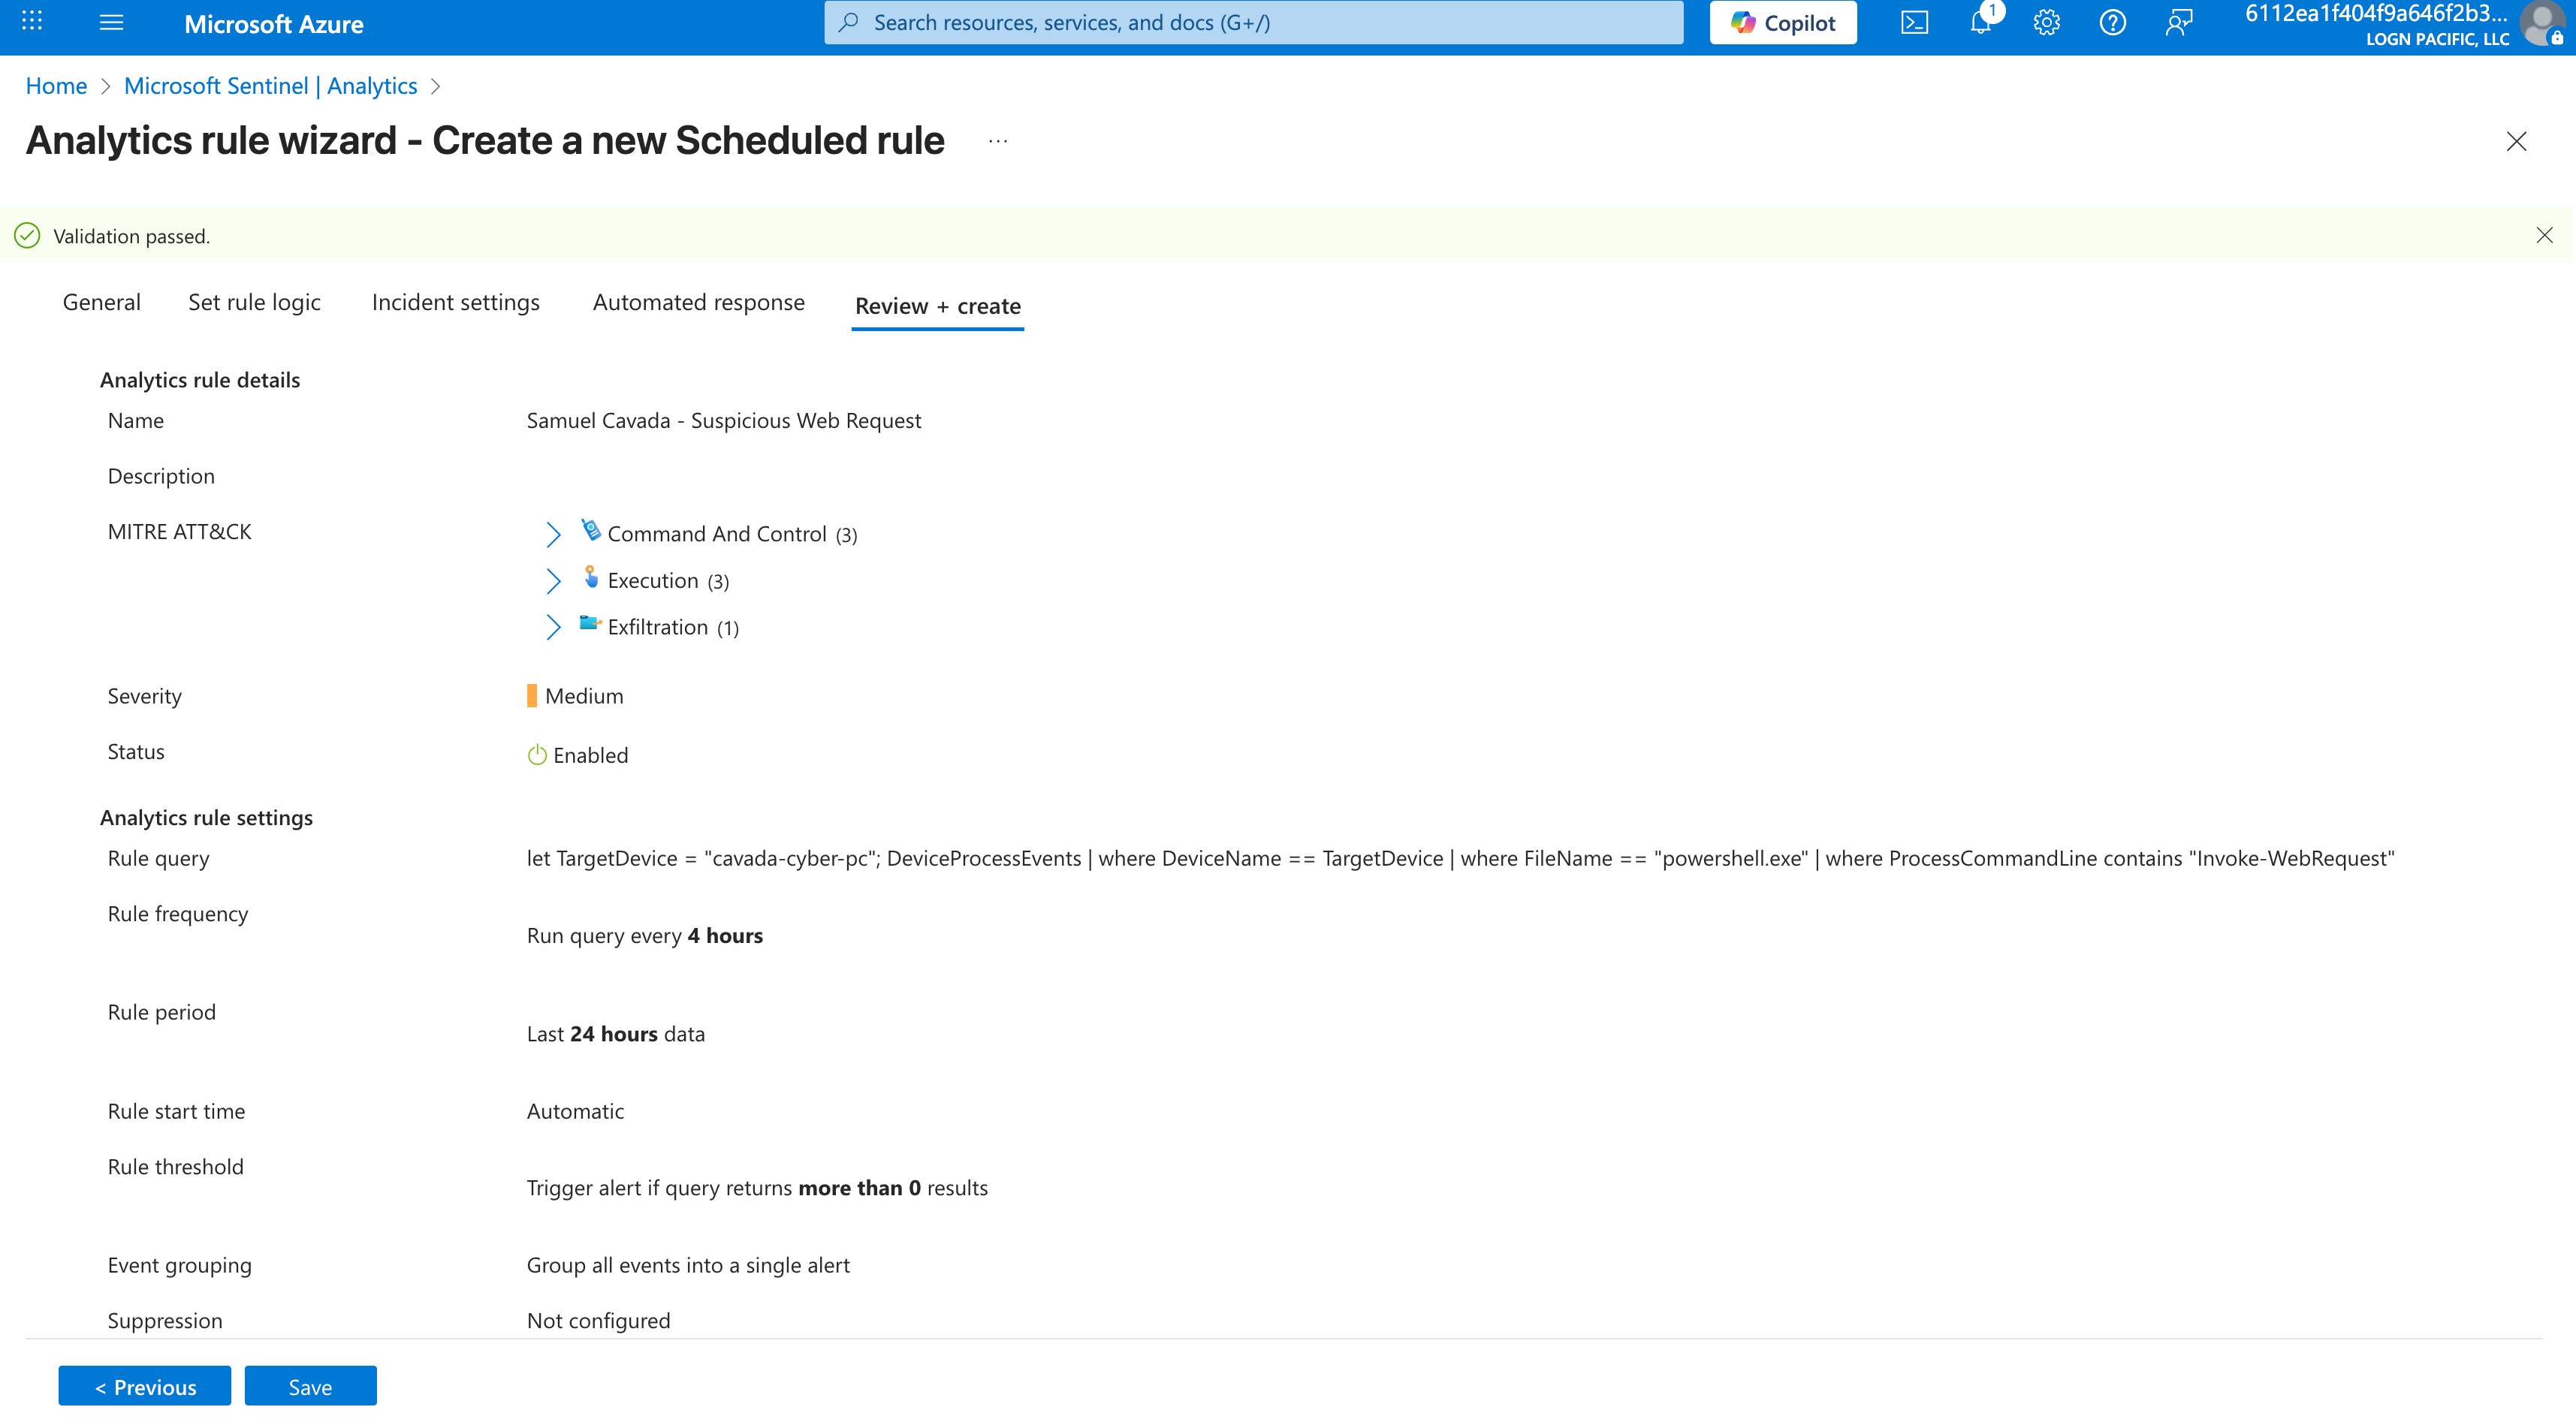 Microsoft Azure
Search resources, services, and docs (G+/)
Copilot
1
6112ea1f404f9a646f2b3...
LOGN PACIFIC, LLC
Home > Microsoft Sentinel | Analytics >
Analytics rule wizard - Create a new Scheduled rule ...
Validation passed.
General Set rule logic Incident settings Automated response Review + create
Analytics rule details
Name Samuel Cavada - Suspicious Web Request
Description
MITRE ATT&CK Command And Control (3)
Execution (3)
Exfiltration (1)
Severity Medium
Status Enabled
Analytics rule settings
Rule query let TargetDevice = "cavada-cyber-pc"; DeviceProcessEvents | where DeviceName == TargetDevice | where FileName == "powershell.exe" | where ProcessCommandLine contains "Invoke-WebRequest"
Rule frequency
Run query every 4 hours
Rule period
Last 24 hours data
Rule start time Automatic
Rule threshold
Trigger alert if query returns more than 0 results
Event grouping Group all events into a single alert
Suppression Not configured
< Previous Save